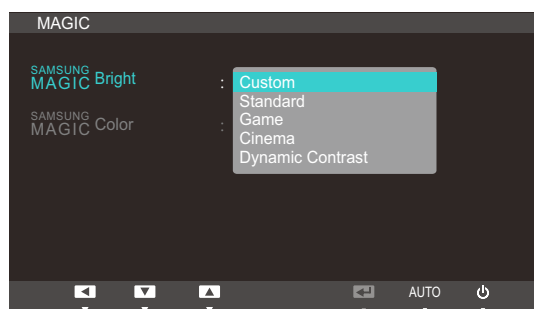 MAGIC
SAMSUNG
MAGIC Bright : Custom
Standard
Game
Cinema
Dynamic Contrast
SAMSUNG
MAGIC Color :
AUTO